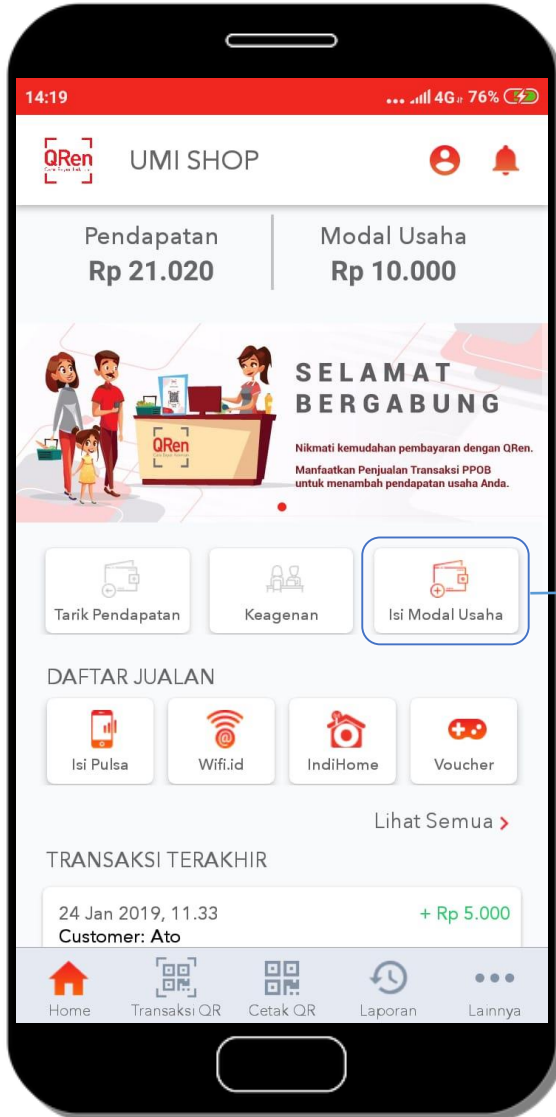 14:19
4G 76%
QRen
UMI SHOP
Pendapatan
Modal Usaha
Rp 21.020
Rp 10.000
SELAMAT
BERGABUNG
QRen
Nikmati kemudahan pembayaran dengan QRen.
Manfaatkan Penjualan Transaksi PPOB
untuk menambah pendapatan usaha Anda.
Tarik Pendapatan
Keagenan
Isi Modal Usaha
DAFTAR JUALAN
Isi Pulsa
Wifi.id
IndiHome
Voucher
Lihat Semua >
TRANSAKSI TERAKHIR
24 Jan 2019, 11.33
+ Rp 5.000
Customer: Ato
Home
Transaksi QR
Cetak QR
Laporan
Lainnya